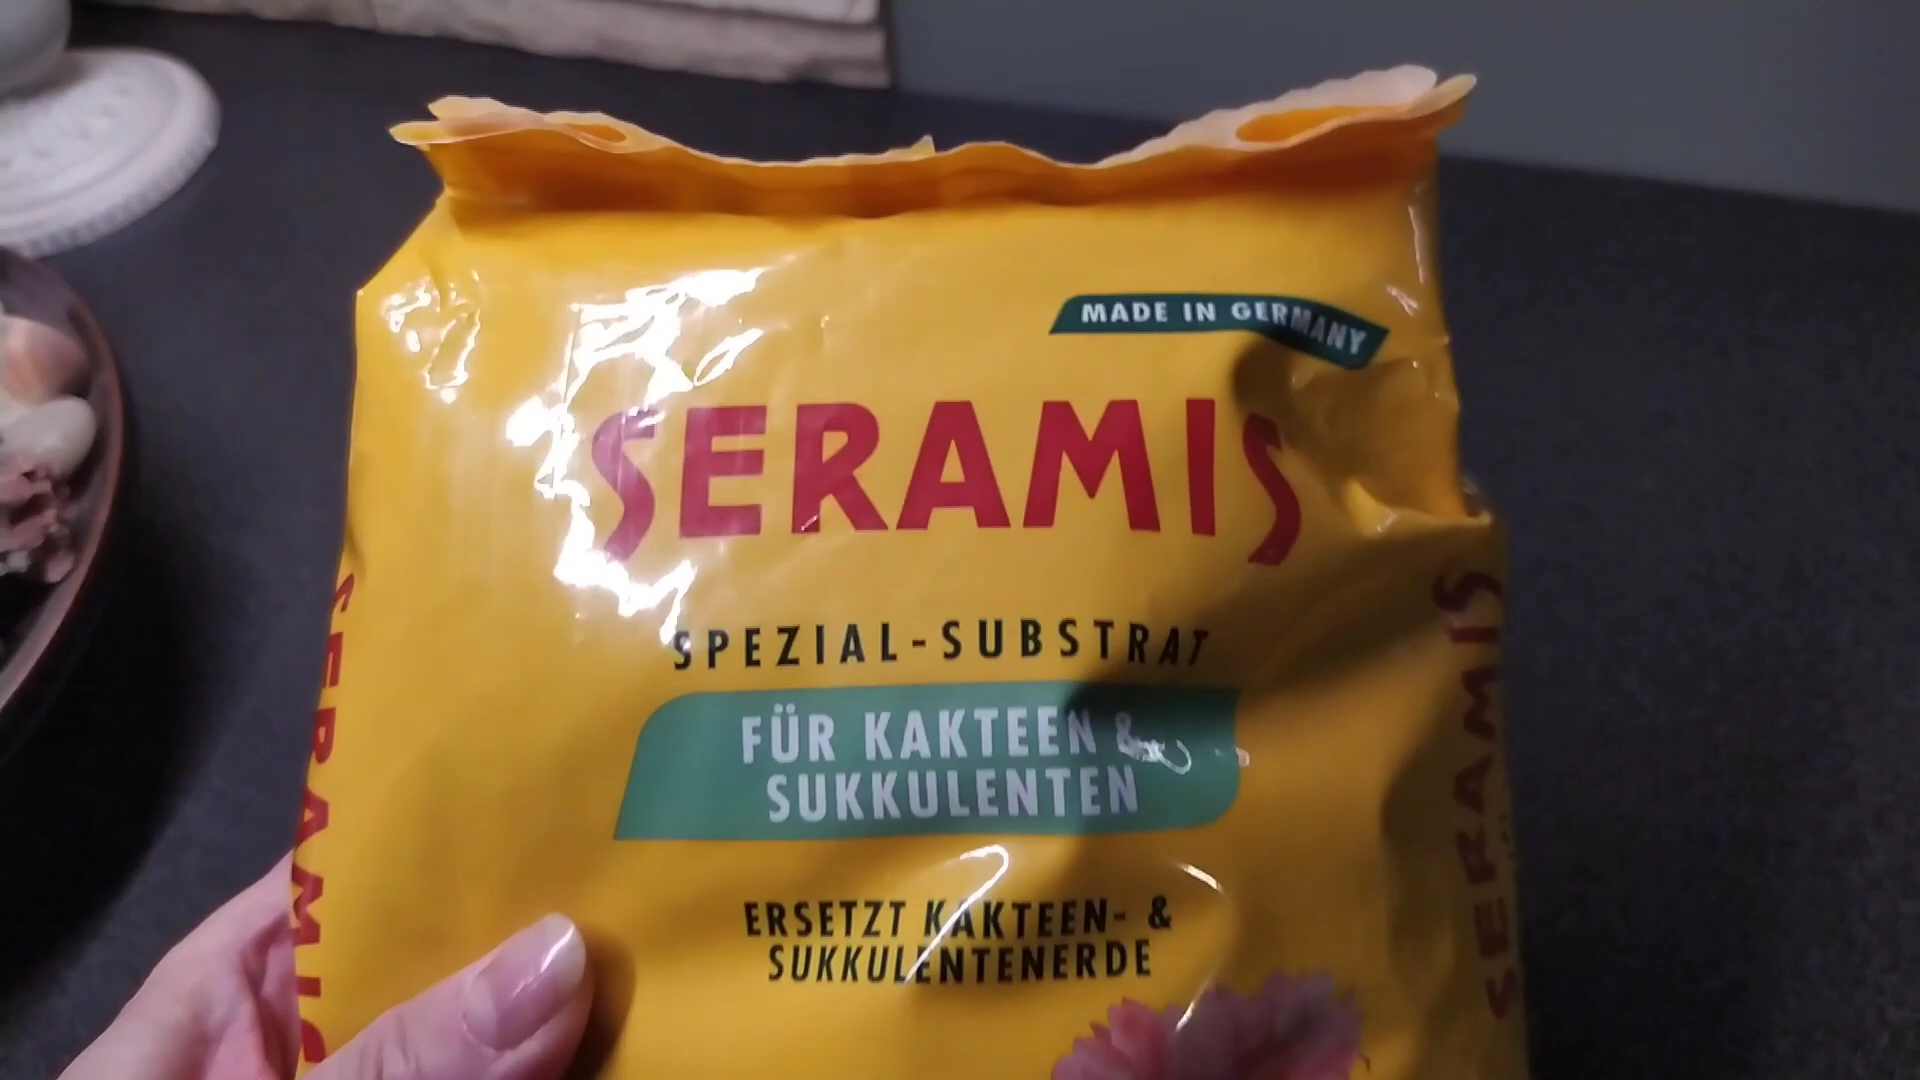 MADE IN GERMANY
SERAMIS
SPEZIAL-SUBSTRAT
FÜR KAKTEEN &
SUKKULENTEN
ERSETZT KAKTEEN- &
SUKKULENTENERDE
SERAMIS
SERAMIS